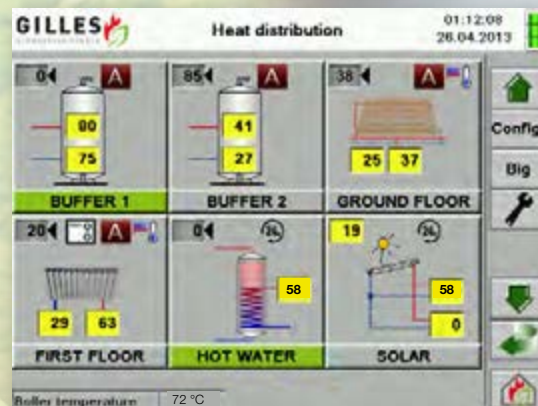 GILLES
Heat distribution
01:12:08
26.04.2013
0 A
80
75
BUFFER 1
85 A
41
27
BUFFER 2
38 A
25 37
GROUND FLOOR
20 A
29 63
FIRST FLOOR
0 24
58
HOT WATER
19 24
58
0
SOLAR
Config
Big
Boiler temperature 72 °C